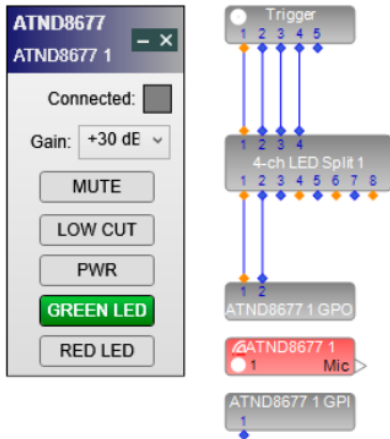 ATND8677
ATND8677 1
Connected:
Gain: +30 dE
MUTE
LOW CUT
PWR
GREEN LED
RED LED
Trigger
1 2 3 4 5
1 2 3 4
4-ch LED Split 1
1 2 3 4 5 6 7 8
1 2
ATND8677 1 GPO
ATND8677 1
1 Mic
ATND8677 1 GPI
1